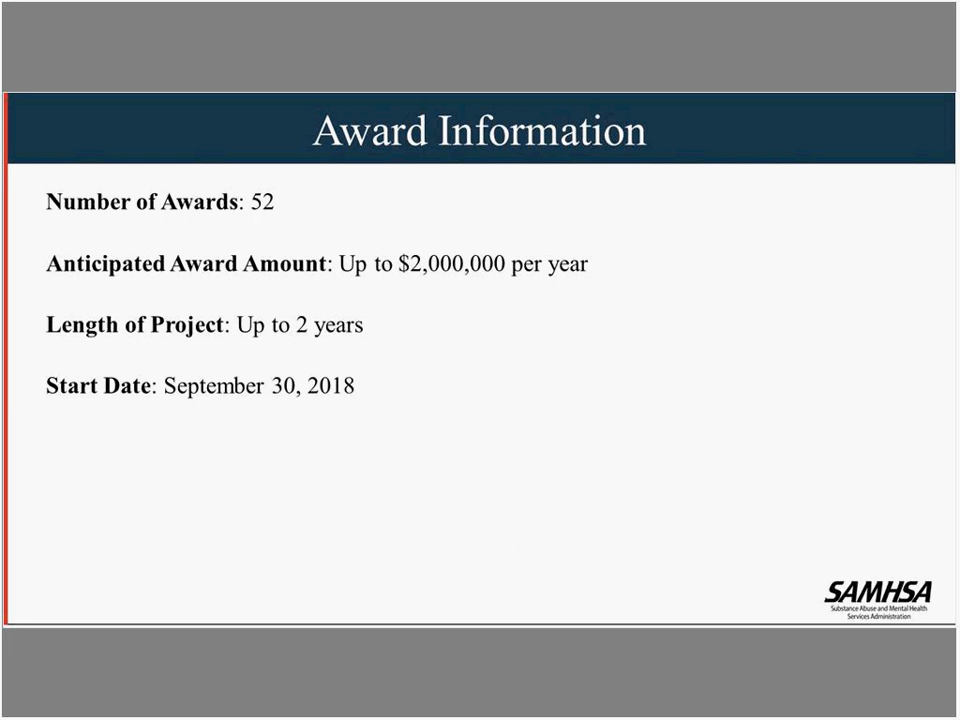 Award Information
Number of Awards: 52
Anticipated Award Amount: Up to $2,000,000 per year
Length of Project: Up to 2 years
Start Date: September 30, 2018
SAMHSA
Substance Abuse and Mental Health
Services Administration